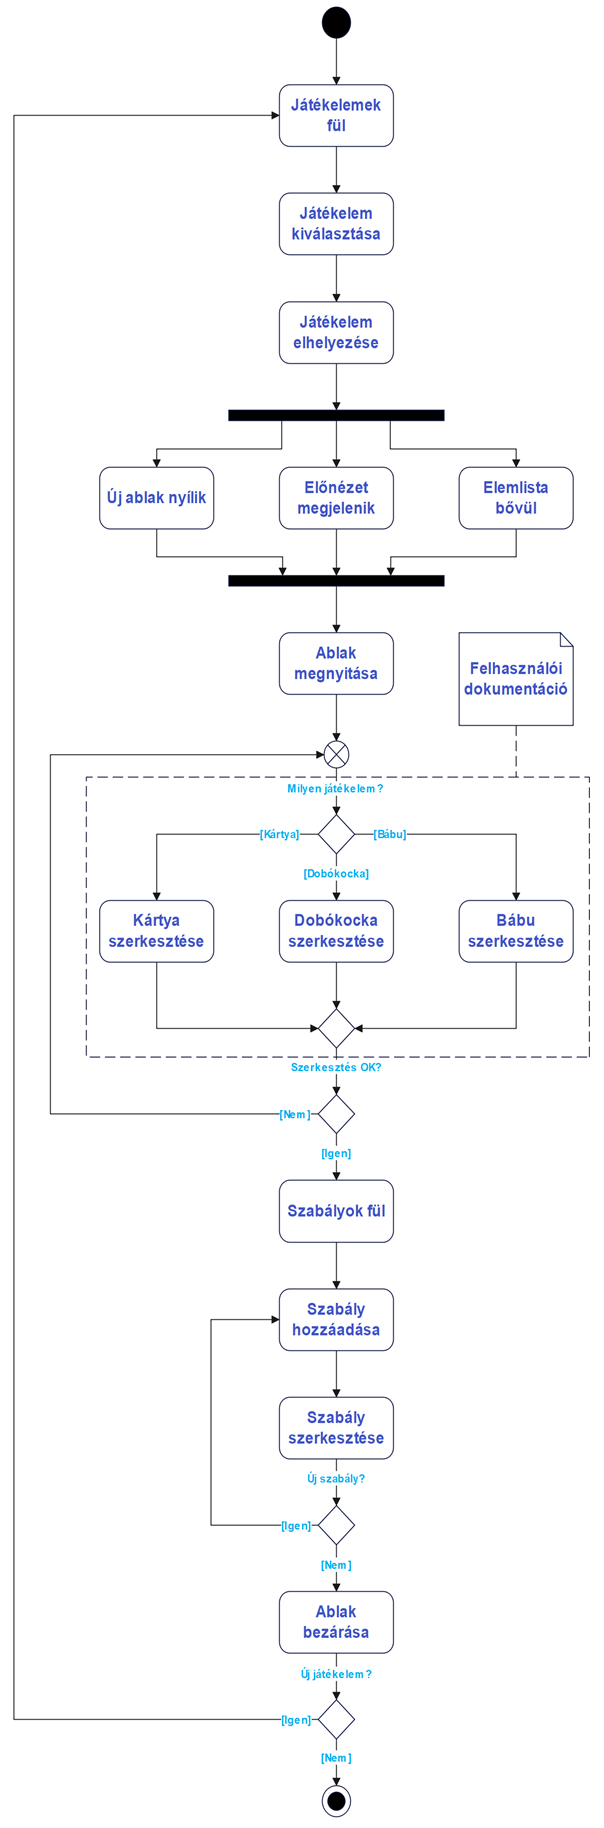 Játékelemek
fül
Játékelem
kiválasztása
Játékelem
elhelyezése
Új ablak nyílik
Előnézet
megjelenik
Elemlista
bővül
Ablak
megnyitása
Felhasználói
dokumentáció
Milyen játékelem?
[Kártya]
[Bábu]
[Dobókocka]
Kártya
szerkesztése
Dobókocka
szerkesztése
Bábu
szerkesztése
Szerkesztés OK?
[Nem]
[Igen]
Szabályok fül
Szabály
hozzáadása
Szabály
szerkesztése
Új szabály?
[Igen]
[Nem]
Ablak
bezárása
Új játékelem?
[Igen]
[Nem]